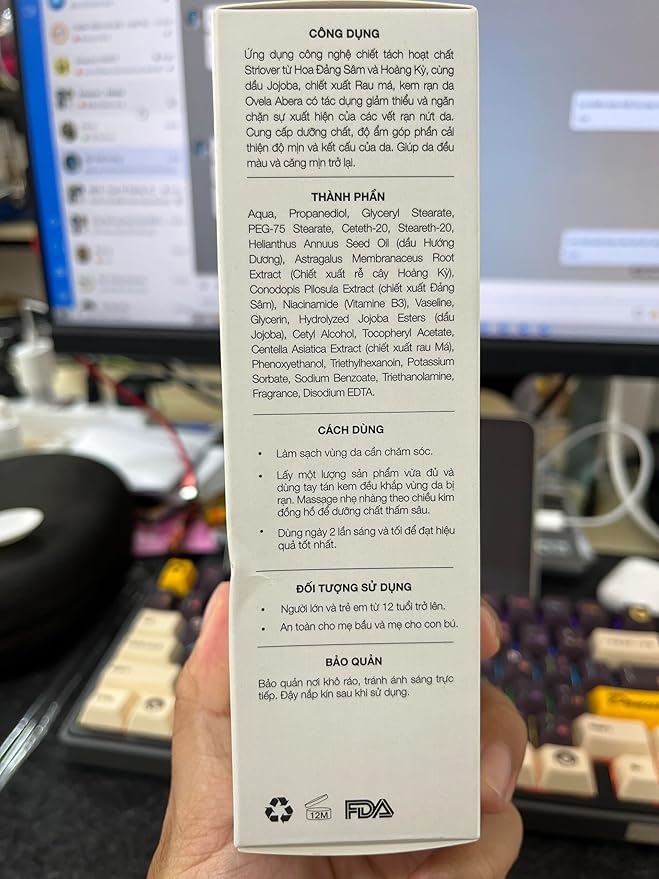 CÔNG DỤNG
Ứng dụng công nghệ chiết tách hoạt chất
Striover từ Hoa Đảng Sâm và Hoàng Kỳ, cùng
dầu Jojoba, chiết xuất Rau má, kem rạn da
Ovela Abera có tác dụng giảm thiểu và ngăn
chặn sự xuất hiện của các vết rạn nứt da.
Cung cấp dưỡng chất, độ ẩm góp phần cải
thiện độ mịn và kết cấu của da. Giúp da đều
màu và căng mịn trở lại.
THÀNH PHẦN
Aqua, Propanediol, Glyceryl Stearate,
PEG-75 Stearate, Ceteth-20, Steareth-20,
Helianthus Annuus Seed Oil (dầu Hướng
Dương), Astragalus Membranaceus Root
Extract (Chiết xuất rễ cây Hoàng Kỳ),
Conodopis Pilosula Extract (chiết xuất Đảng
Sâm), Niacinamide (Vitamine B3), Vaseline,
Glycerin, Hydrolyzed Jojoba Esters (dầu
Jojoba), Cetyl Alcohol, Tocopheryl Acetate,
Centella Asiatica Extract (chiết xuất rau Má),
Phenoxyethanol, Triethylhexanoin, Potassium
Sorbate, Sodium Benzoate, Triethanolamine,
Fragrance, Disodium EDTA.
CÁCH DÙNG
• Làm sạch vùng da cần chăm sóc.
• Lấy một lượng sản phẩm vừa đủ và
dùng tay tán kem đều khắp vùng da bị
rạn. Massage nhẹ nhàng theo chiều kim
đồng hồ để dưỡng chất thấm sâu.
• Dùng ngày 2 lần sáng và tối để đạt hiệu
quả tốt nhất.
ĐỐI TƯỢNG SỬ DỤNG
• Người lớn và trẻ em từ 12 tuổi trở lên.
• An toàn cho mẹ bầu và mẹ cho con bú.
BẢO QUẢN
Bảo quản nơi khô ráo, tránh ánh sáng trực
tiếp. Đậy nắp kín sau khi sử dụng.
12M FDA